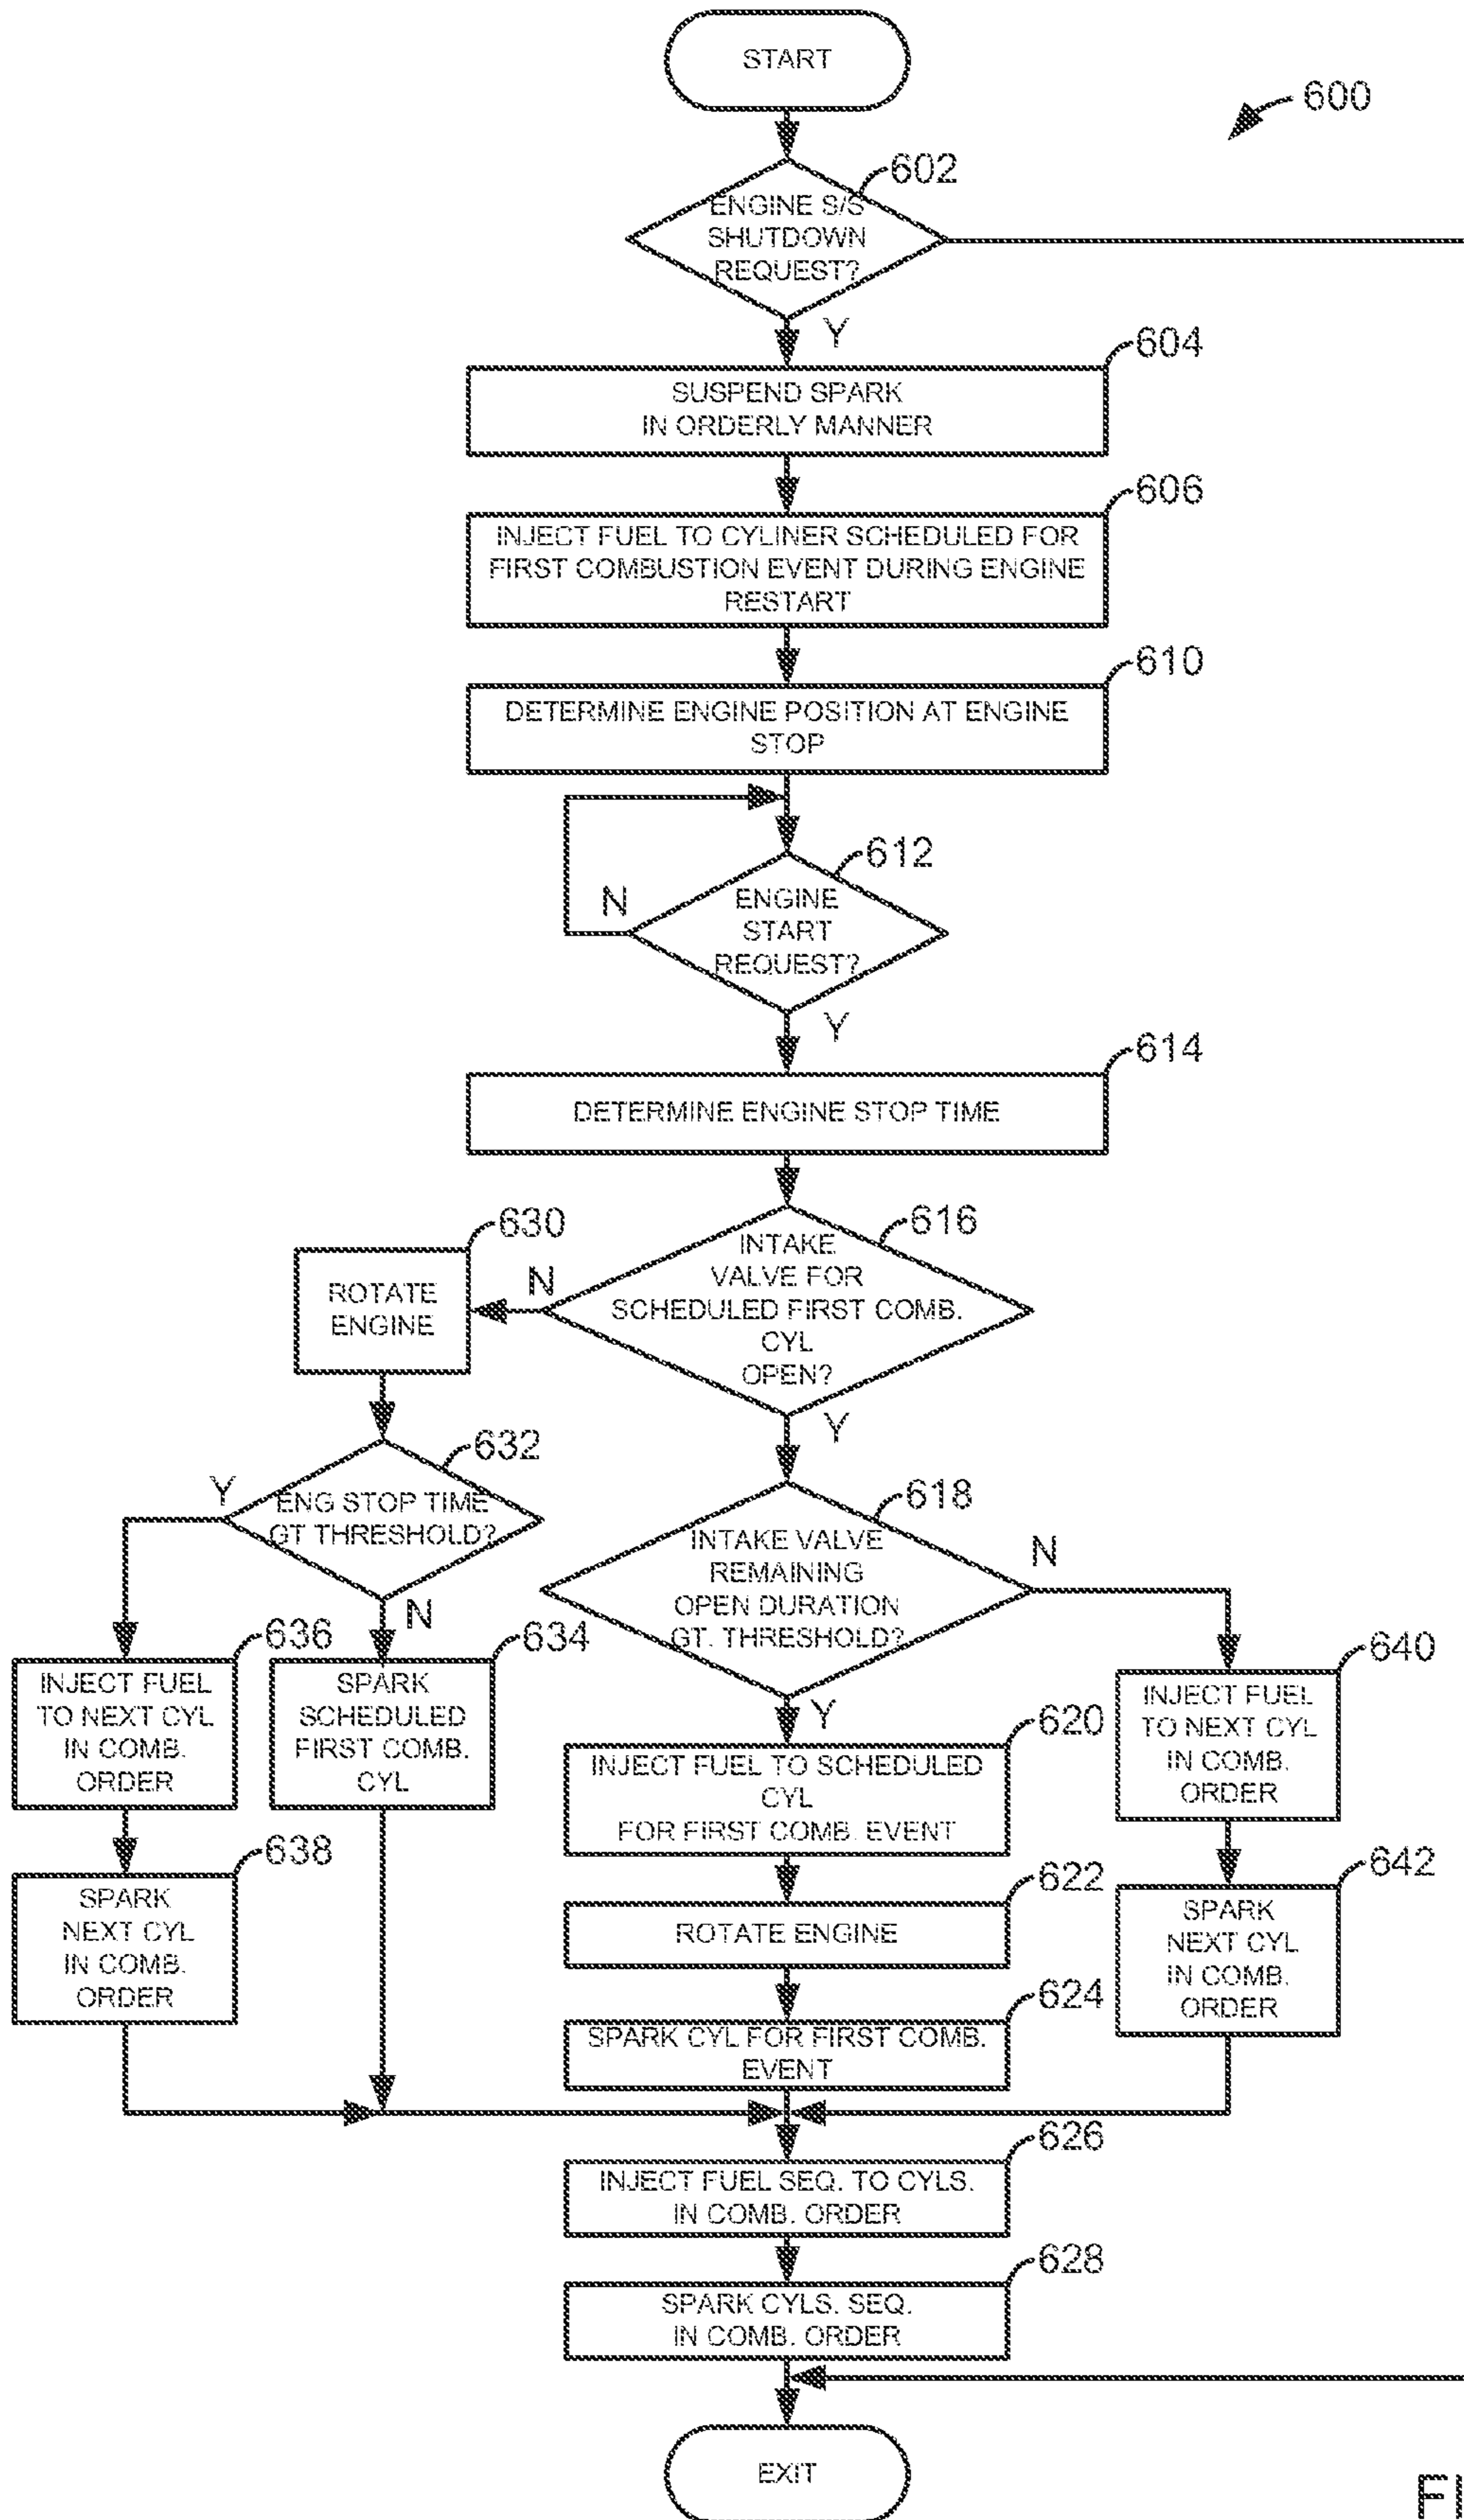 START
600
602
ENGINE S/S
SHUTDOWN
REQUEST?
Y
604
SUSPEND SPARK
IN ORDERLY MANNER
606
INJECT FUEL TO CYLINER SCHEDULED FOR
FIRST COMBUSTION EVENT DURING ENGINE
RESTART
610
DETERMINE ENGINE POSITION AT ENGINE
STOP
612
N
ENGINE
START
REQUEST?
Y
614
DETERMINE ENGINE STOP TIME
616
INTAKE
VALVE FOR
SCHEDULED FIRST COMB.
CYL
OPEN?
N
Y
630
ROTATE
ENGINE
632
ENG STOP TIME
GT THRESHOLD?
Y
N
618
INTAKE VALVE
REMAINING
OPEN DURATION
GT. THRESHOLD?
N
Y
636
INJECT FUEL
TO NEXT CYL
IN COMB.
ORDER
634
SPARK
SCHEDULED
FIRST COMB.
CYL
620
INJECT FUEL TO SCHEDULED
CYL
FOR FIRST COMB. EVENT
640
INJECT FUEL
TO NEXT CYL
IN COMB.
ORDER
638
SPARK
NEXT CYL
IN COMB.
ORDER
622
ROTATE ENGINE
642
SPARK
NEXT CYL
IN COMB.
ORDER
624
SPARK CYL FOR FIRST COMB.
EVENT
626
INJECT FUEL SEQ. TO CYLS.
IN COMB. ORDER
628
SPARK CYLS. SEQ.
IN COMB. ORDER
EXIT